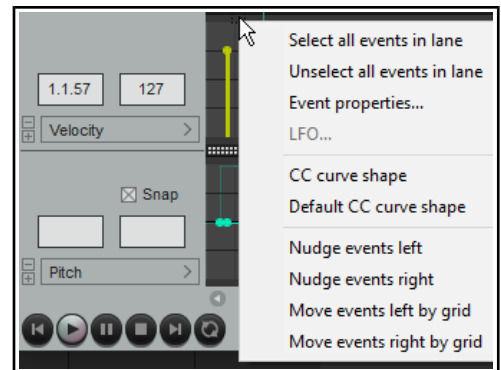 1.1.57 127
Velocity
Snap
Pitch
Select all events in lane
Unselect all events in lane
Event properties...
LFO...
CC curve shape
Default CC curve shape
Nudge events left
Nudge events right
Move events left by grid
Move events right by grid